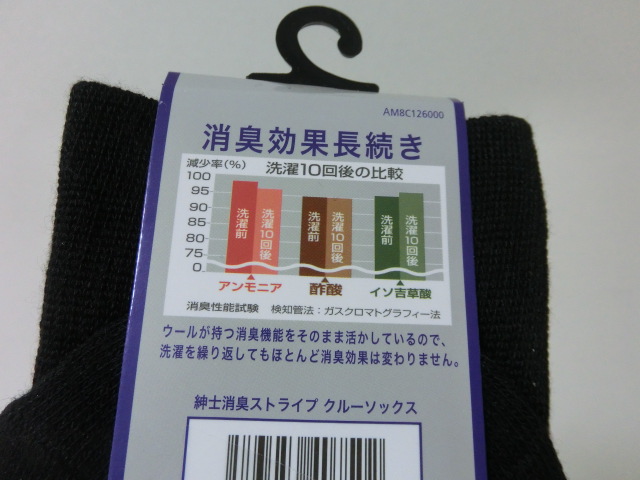 AM8C126000
消臭効果長続き
減少率(%) 洗濯10回後の比較
100
95
90
85
80
75
0
洗濯前 洗濯10回後 洗濯前 洗濯10回後 洗濯前 洗濯10回後
アンモニア 酢酸 イソ吉草酸
消臭性能試験 検知管法:ガスクロマトグラフィー法
ウールが持つ消臭機能をそのまま活かしているので、
洗濯を繰り返してもほとんど消臭効果は変わりません。
紳士消臭ストライプ クルーソックス